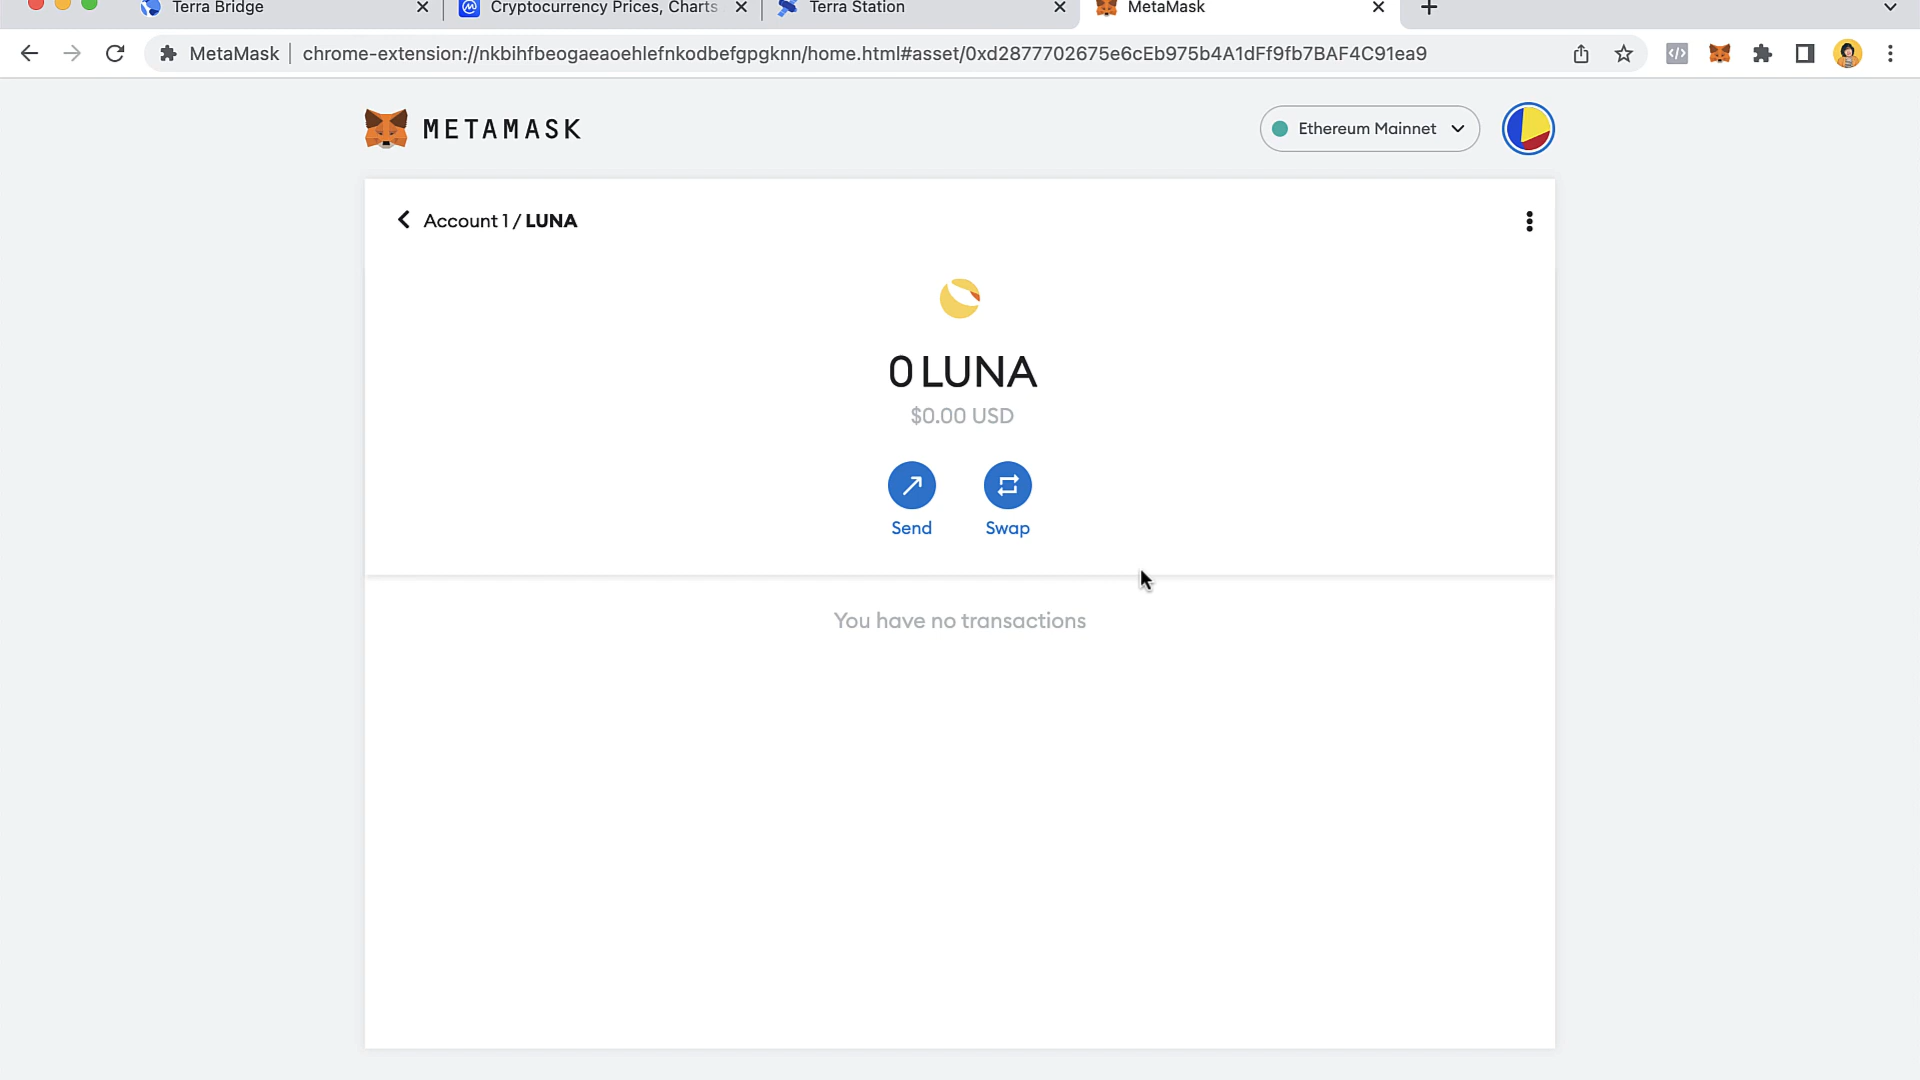 Terra Bridge
Cryptocurrency Prices, Charts
Terra Station
MetaMask
MetaMask | chrome-extension://nkbihfbeogaeaoehlefnkodbefgpgknn/home.html#asset/0xd2877702675e6cEb975b4A1dFf9fb7BAF4C91ea9
METAMASK
Ethereum Mainnet
Account 1 / LUNA
0 LUNA
$0.00 USD
Send
Swap
You have no transactions